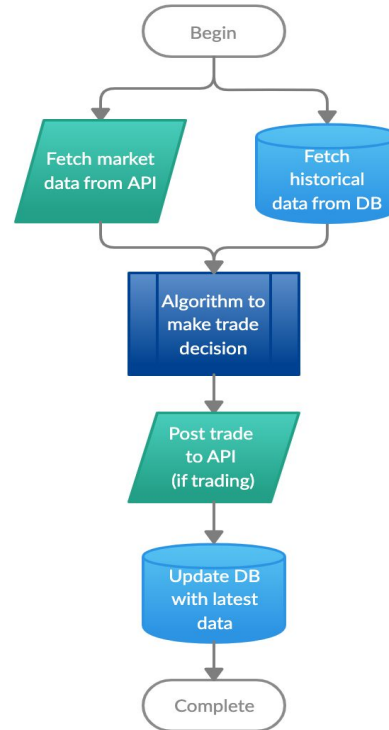 Begin
Fetch market
data from API
Fetch
historical
data from DB
Algorithm to
make trade
decision
Post trade
to API
(if trading)
Update DB
with latest
data
Complete